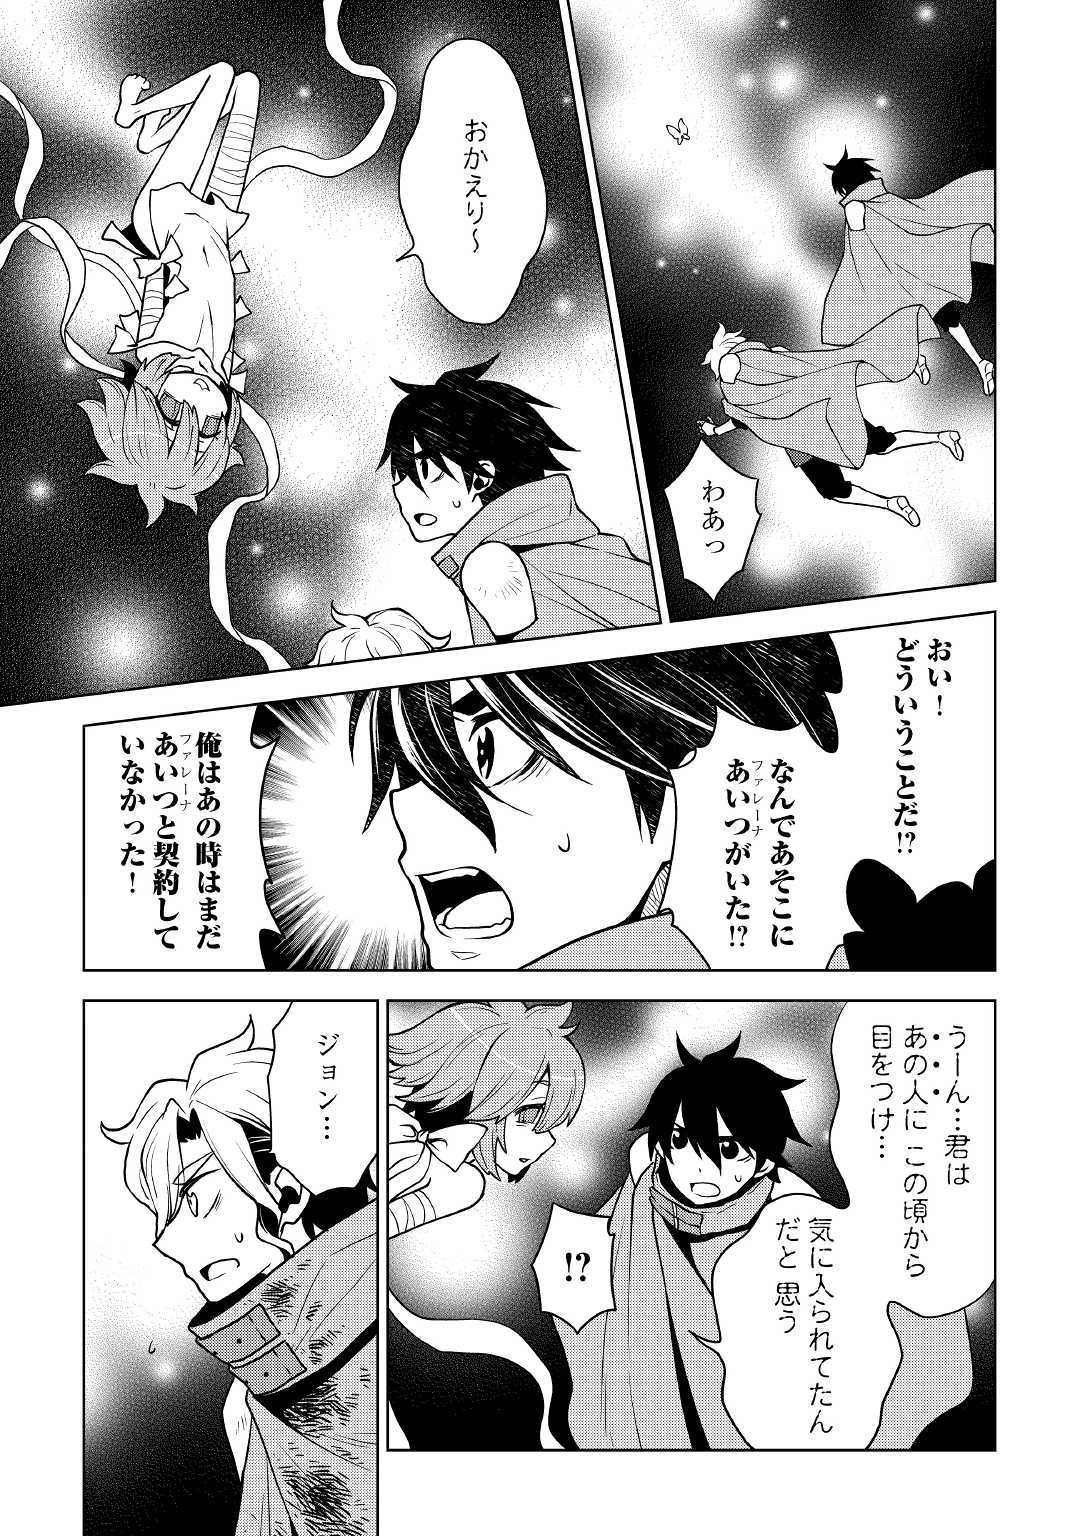 わあっ
おかえり〜
おい！
どういうことだ!?
なんであそこに
あいつがいた!?
ファレーナ
俺はあの時はまだ
あいつと契約して
ファレーナ
いなかった！
うーん…君は
あの人に この頃から
目をつけ…
気に入られてたん
だと 思う
!?
ジョン…